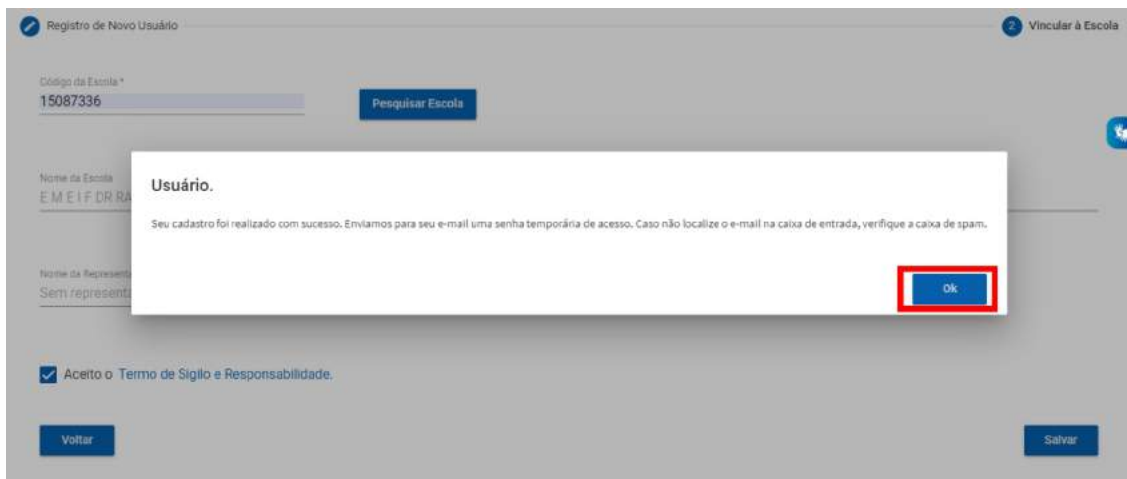 Registro de Novo Usuário
2 Vincular à Escola
Código da Escola *
15087336
Pesquisar Escola
Nome da Escola
E M E I F DR RA
Usuário.
Seu cadastro foi realizado com sucesso. Enviamos para seu e-mail uma senha temporária de acesso. Caso não localize o e-mail na caixa de entrada, verifique a caixa de spam.
Nome da
Sem
Ok
Aceito o Termo de Sigilo e Responsabilidade.
Voltar
Salvar